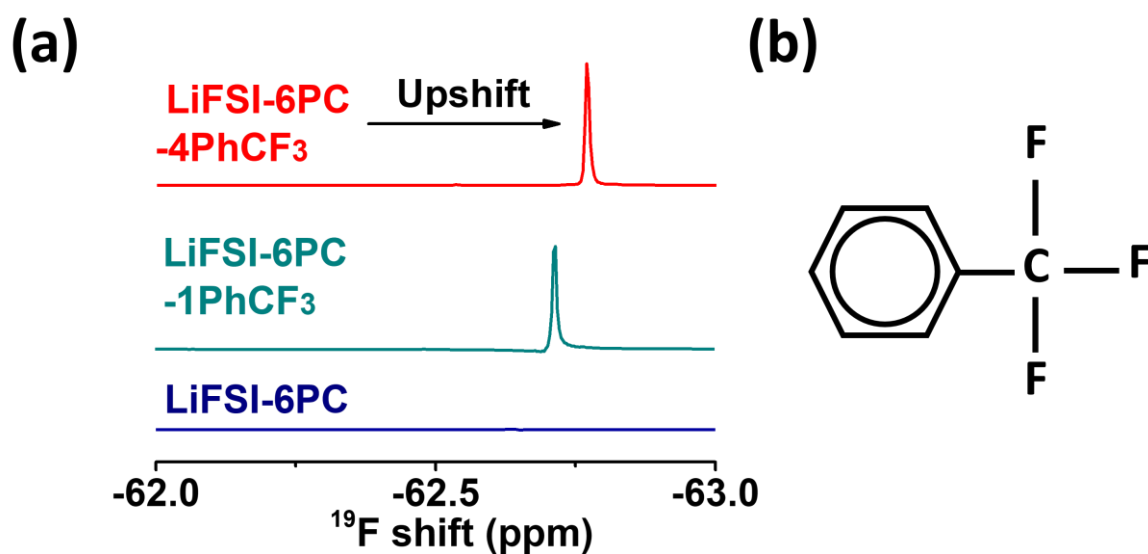 (a)
LiFSI-6PC
-4PhCF₃
Upshift
LiFSI-6PC
-1PhCF₃
LiFSI-6PC
-62.0
-62.5
-63.0
¹⁹F shift (ppm)
(b)
F
C
F
F